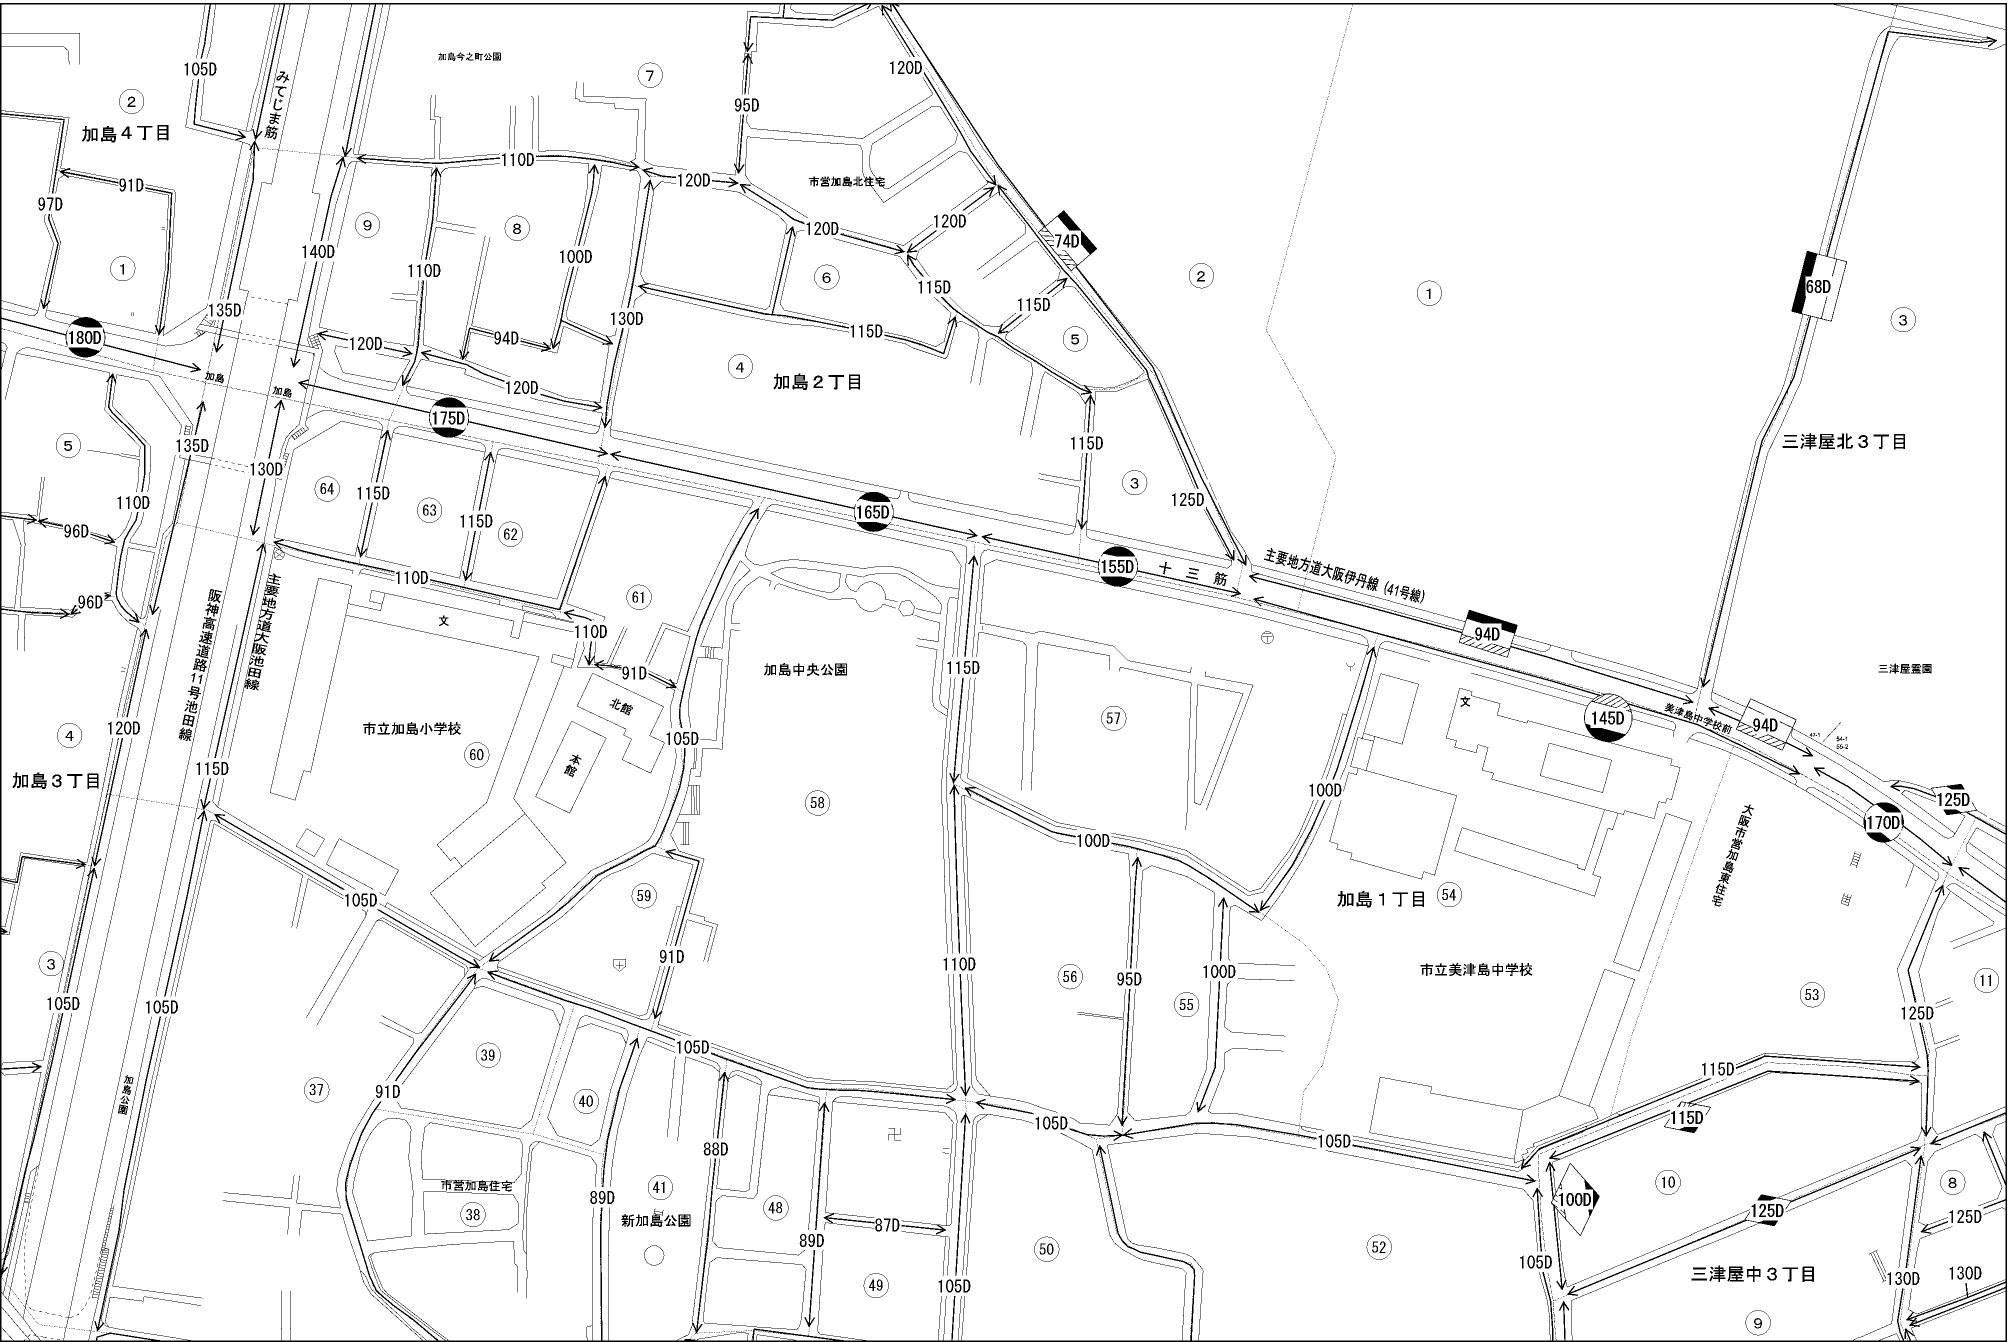 105D
みてじま筋
加島今之町公園
7
120D
95D
2
加島4丁目
91D
97D
110D
120D
市営加島北住宅
9
8
140D
110D
100D
120D
120D
74D
1
6
2
1
68D
3
135D
115D
115D
130D
180D
120D
94D
115D
5
加島
加島
120D
4
加島2丁目
175D
5
135D
115D
三津屋北3丁目
130D
64
115D
63
115D
62
3
125D
110D
96D
165D
155D
十三筋
主要地方道大阪伊丹線(41号線)
96D
110D
61
110D
文
阪神高速道路11号池田線
主要地方道大阪池田線
94D
115D
91D
加島中央公園
三津屋霊園
北館
57
文
145D
美津島中学校前
94D
4
120D
市立加島小学校
60
本館
105D
47-1
54-1
55-2
115D
加島3丁目
58
100D
125D
170D
100D
大阪市営加島東住宅
105D
59
加島1丁目
54
3
91D
110D
56
95D
100D
市立美津島中学校
105D
105D
55
53
11
125D
105D
39
37
91D
加島公園
40
115D
115D
88D
卍
105D
105D
市営加島住宅
38
89D
41
新加島公園
48
87D
89D
10
100D
125D
8
125D
50
52
105D
49
105D
三津屋中3丁目
130D
130D
9